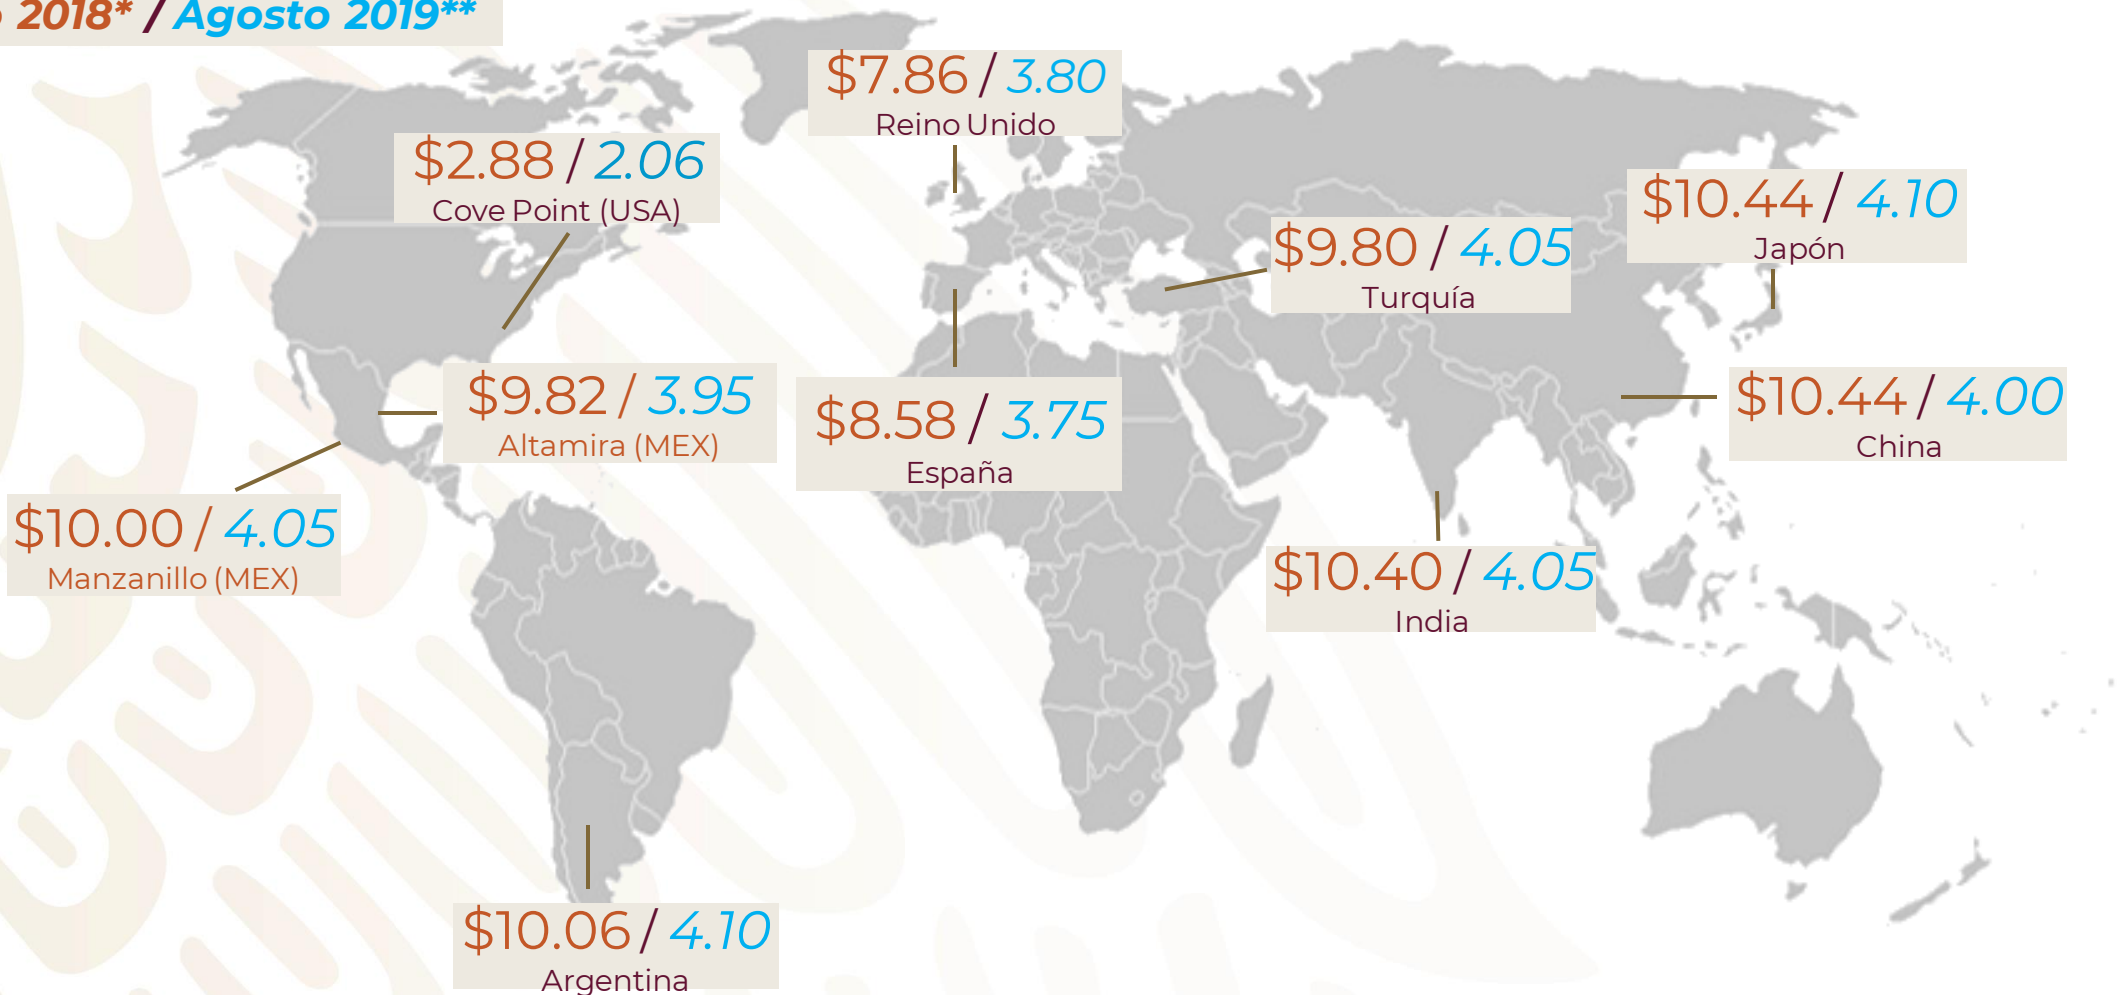 2018* / Agosto 2019**
$7.86 / 3.80
Reino Unido
$2.88 / 2.06
Cove Point (USA)
$10.44 / 4.10
Japón
$9.80 / 4.05
Turquía
$9.82 / 3.95
Altamira (MEX)
$8.58 / 3.75
España
$10.44 / 4.00
China
$10.00 / 4.05
Manzanillo (MEX)
$10.40 / 4.05
India
$10.06 / 4.10
Argentina